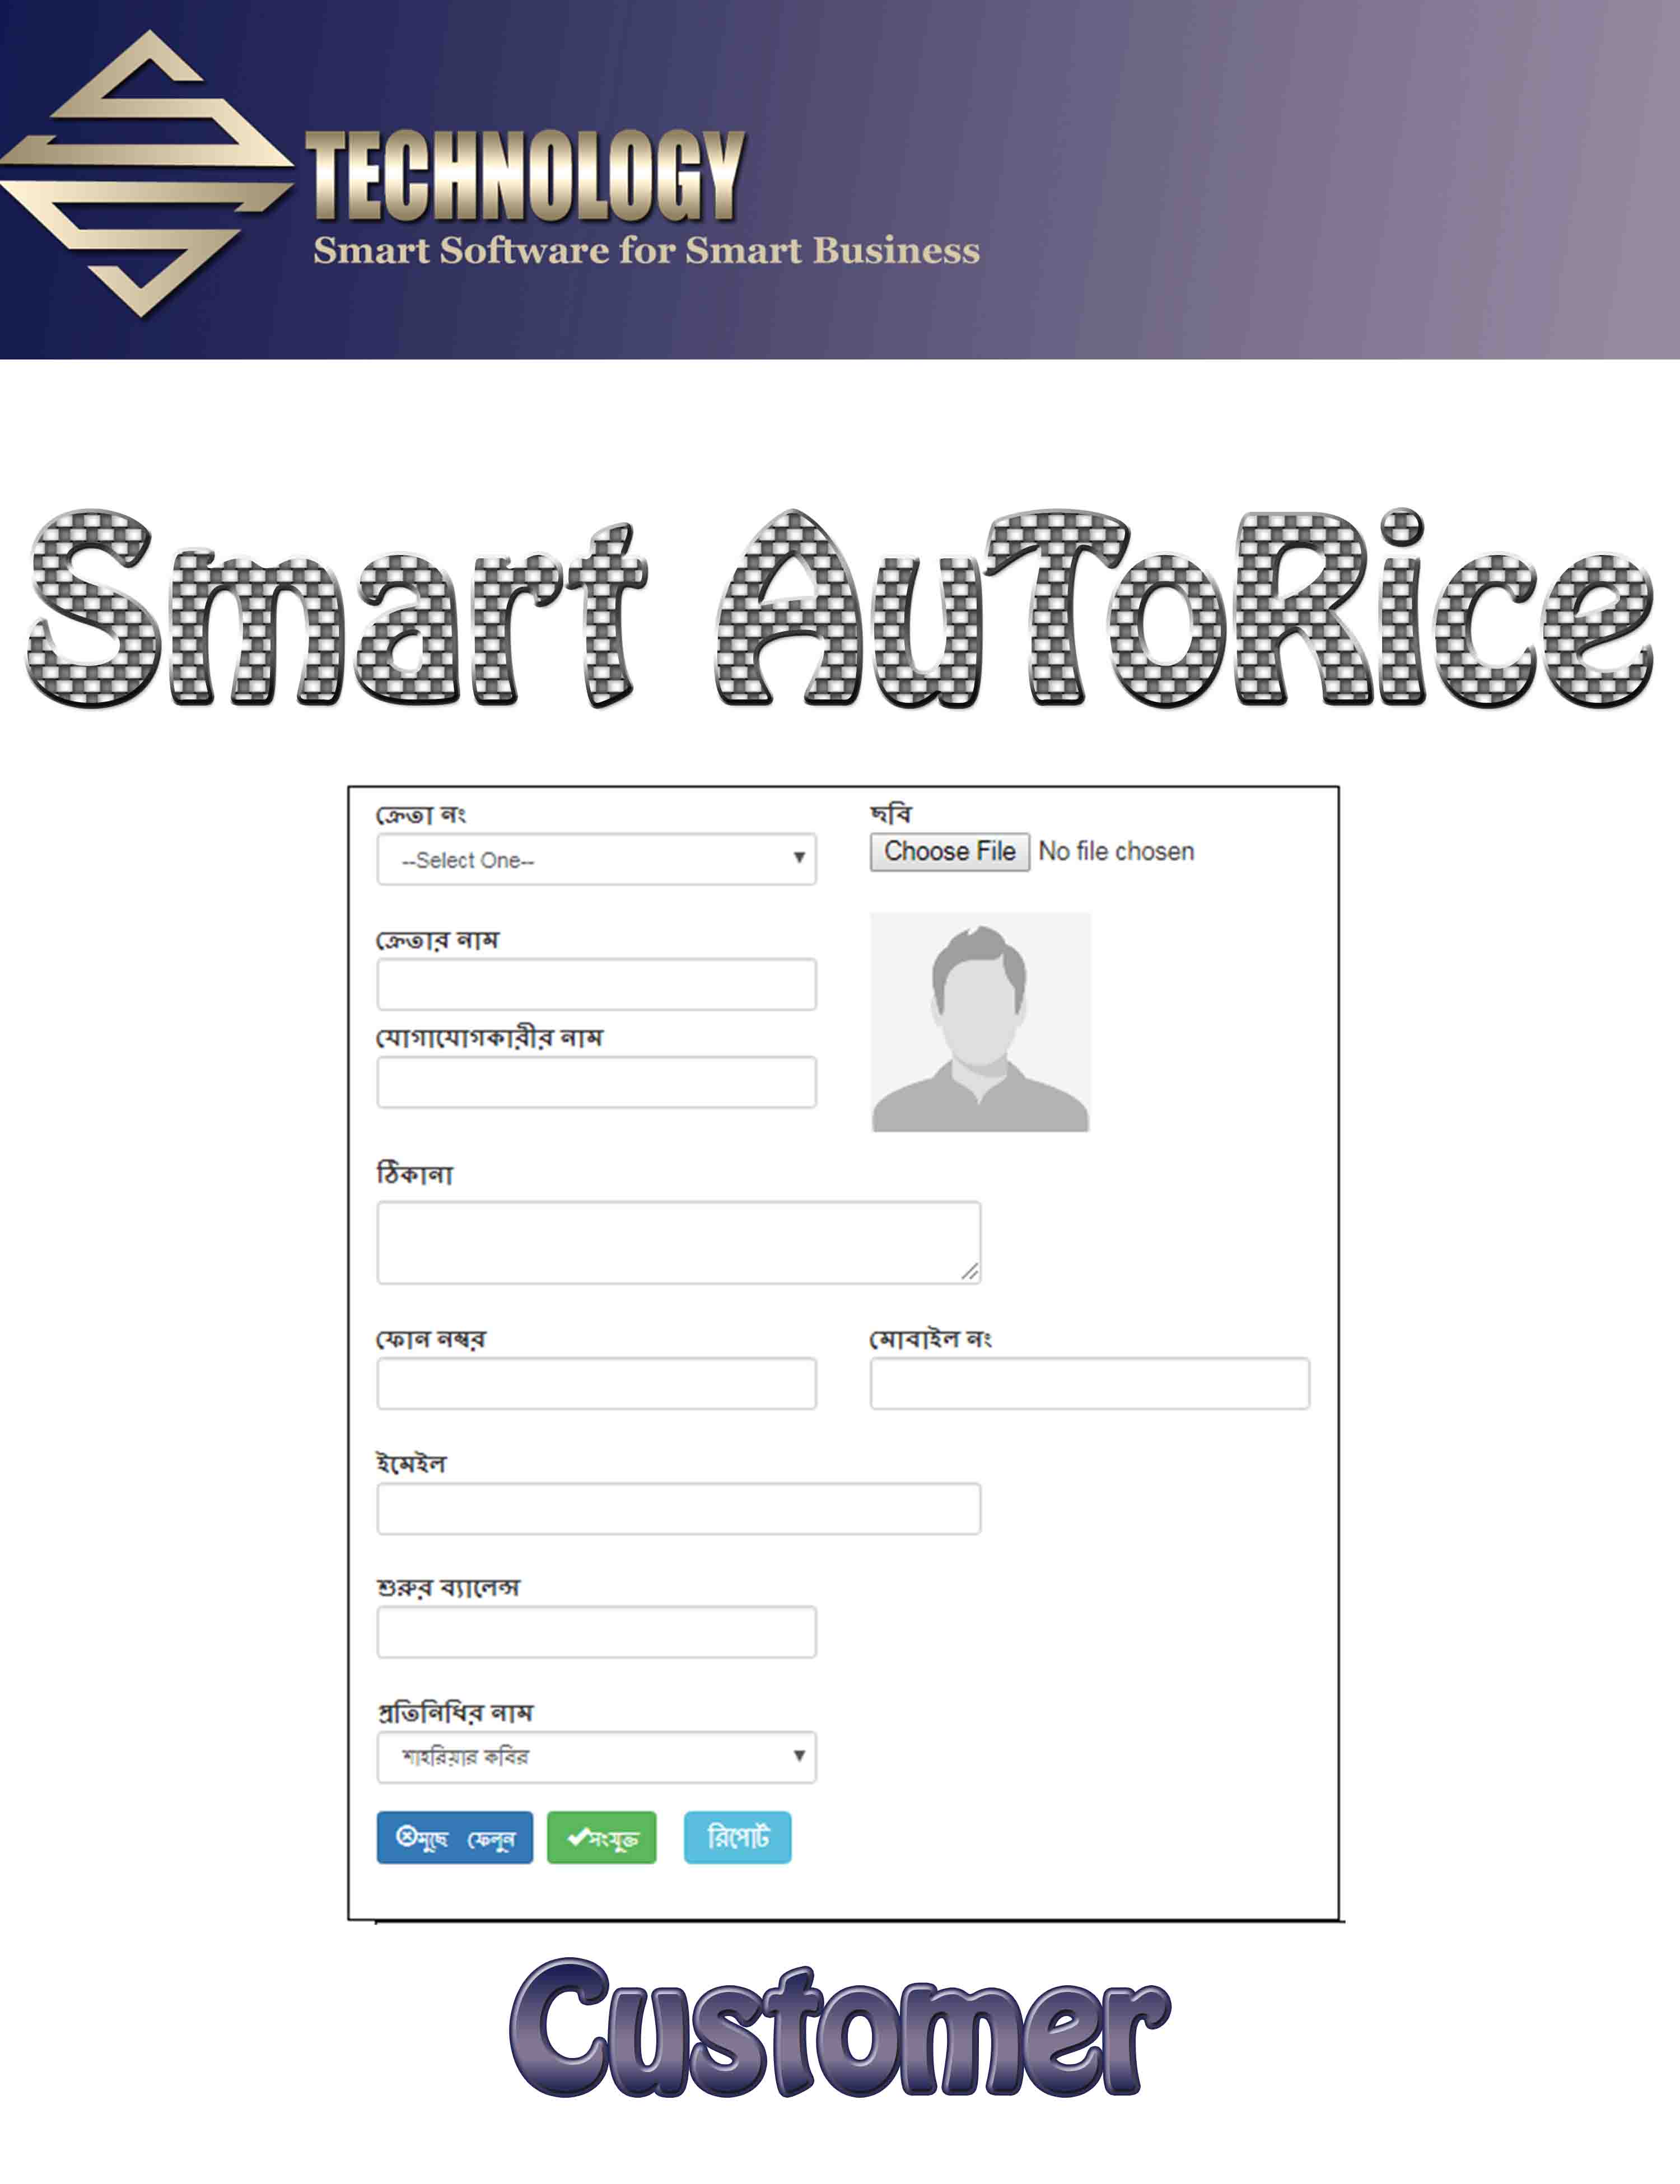 TECHNOLOGY
Smart Software for Smart Business
Smart AuToRice
ক্রেতা নং
ছবি
--Select One--
Choose File No file chosen
ক্রেতার নাম
যোগাযোগকারীর নাম
ঠিকানা
ফোন নম্বর
মোবাইল নং
ইমেইল
শুরুর ব্যালেন্স
প্রতিনিধির নাম
শাহরিয়ার কবির
মুছে ফেলুন
সংযুক্ত
রিপোর্ট
Customer